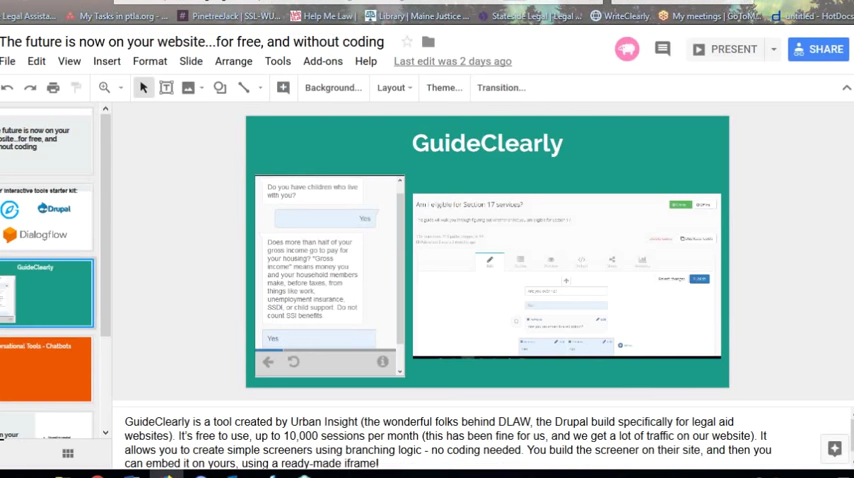 Legal Assista...
My Tasks in ptla.org -
PinetreeJack | SSL-WU...
Help Me Law |
Library | Maine Justice ...
Stateside Legal | Legal ...
WriteClearly.
My meetings | GoToM...
untitled - HotDocs
The future is now on your website...for free, and without coding
File Edit View Insert Format Slide Arrange Tools Add-ons Help Last edit was 2 days ago
PRESENT
SHARE
Background... Layout Theme... Transition...
e future is now on your
bsite...for free, and
hout coding
r interactive tools starter kit:
Drupal
Dialogflow
GuideClearly
ersational Tools - Chatbots
on your
GuideClearly
Do you have children who live
with you?
Yes
Does more than half of your
gross income go to pay for
your housing? "Gross
income" means money you
and your household members
make, before taxes, from
things like work,
unemployment insurance,
SSDI, or child support. Do not
count SSI benefits.
Yes
Am I eligible for Section 17 services?
GuideClearly is a tool created by Urban Insight (the wonderful folks behind DLAW, the Drupal build specifically for legal aid
websites). It's free to use, up to 10,000 sessions per month (this has been fine for us, and we get a lot of traffic on our website). It
allows you to create simple screeners using branching logic - no coding needed. You build the screener on their site, and then you
can embed it on yours, using a ready-made iframe!